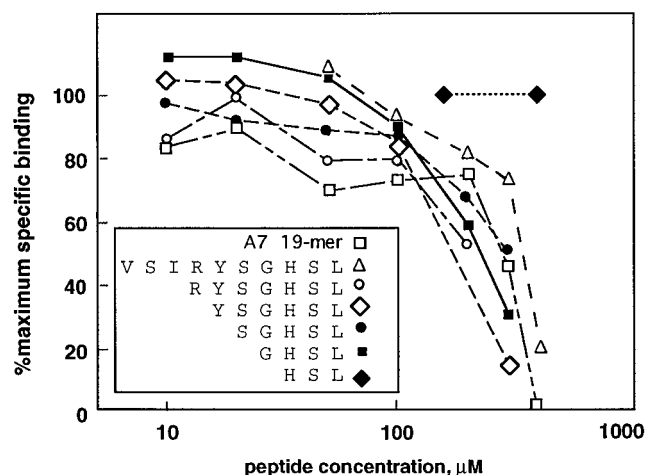 %maximum specific binding
100
80
60
40
20
0
A7 19-mer
V S I R Y S G H S L
R Y S G H S L
Y S G H S L
S G H S L
G H S L
H S L
10
100
1000
peptide concentration, µM